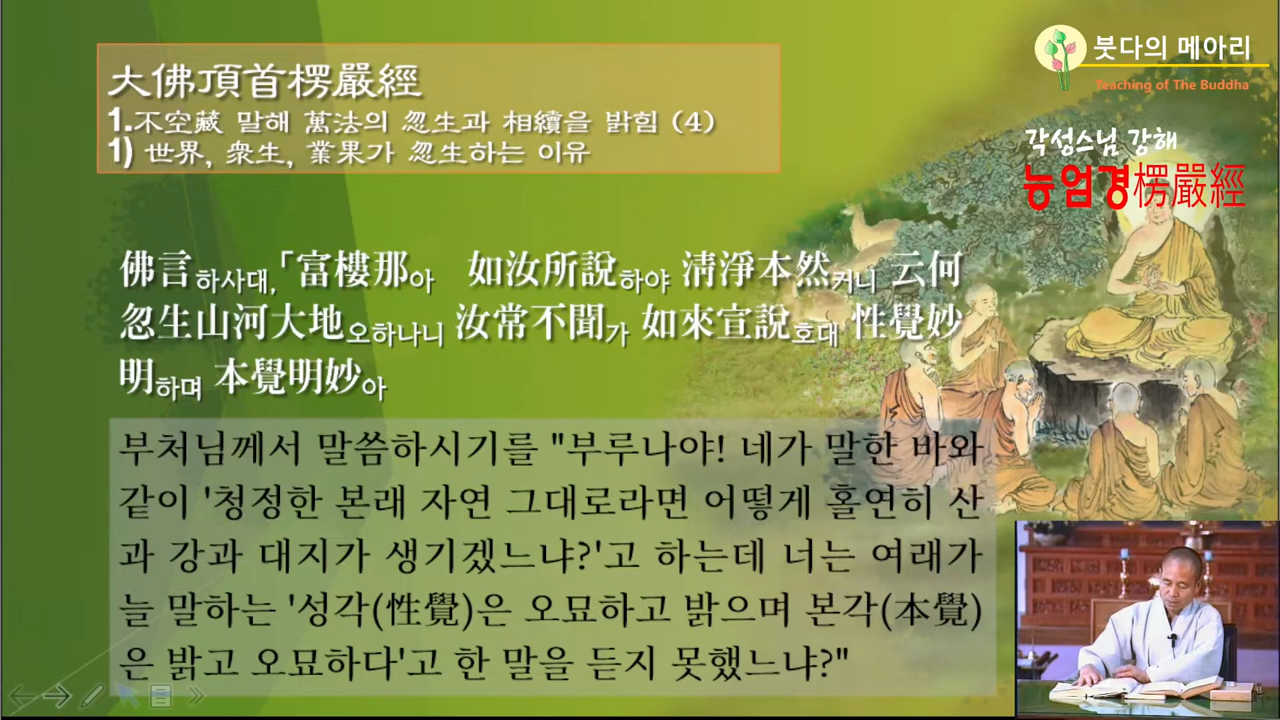 大佛頂首楞嚴經
1.不空藏 말해 萬法의 忽生과 相續을 밝힘 (4)
1) 世界, 衆生, 業果가 忽生하는 이유
붓다의 메아리
Teaching of The Buddha
각성스님 강해
능엄경楞嚴經
佛言하사대,「富樓那아 如汝所說하야 淸淨本然커니 云何
忽生山河大地오하나니 汝常不聞가 如來宣說호대 性覺妙
明하며 本覺明妙아
부처님께서 말씀하시기를 "부루나야! 네가 말한 바와
같이 '청정한 본래 자연 그대로라면 어떻게 홀연히 산
과 강과 대지가 생기겠느냐?'고 하는데 너는 여래가
늘 말하는 '성각(性覺)은 오묘하고 밝으며 본각(本覺)
은 밝고 오묘하다'고 한 말을 듣지 못했느냐?"